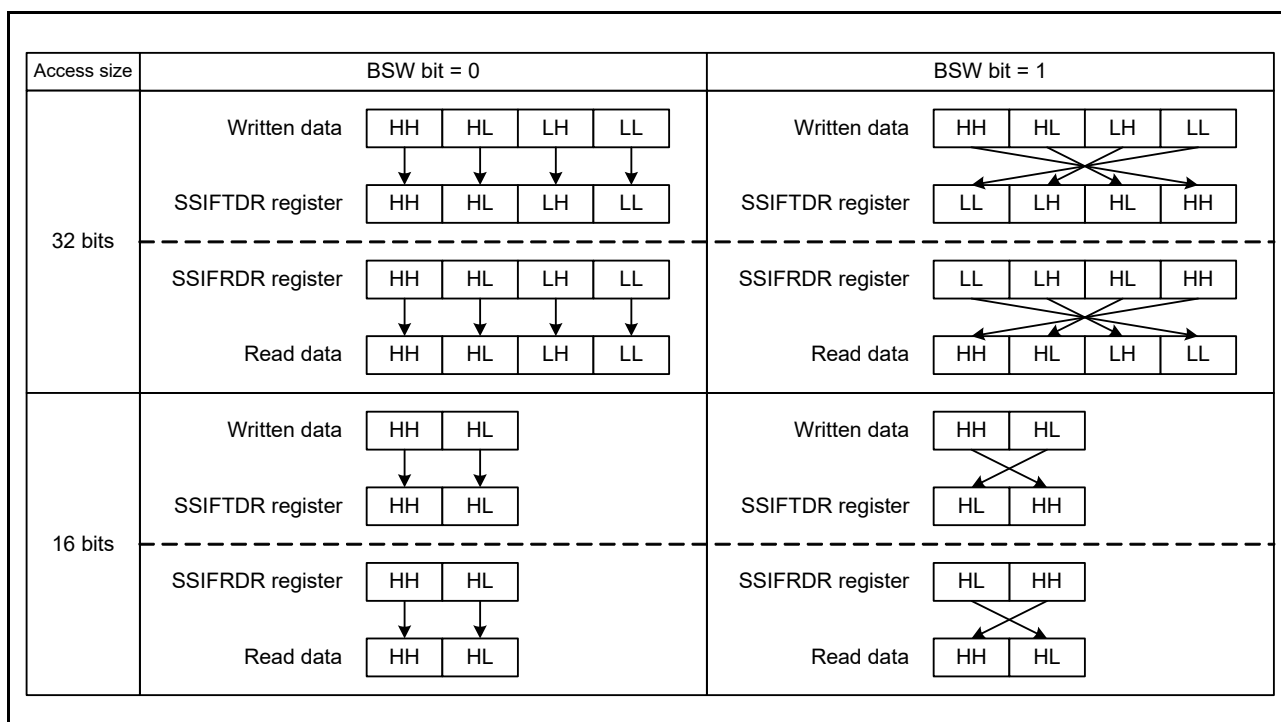 Access size BSW bit = 0 BSW bit = 1
32 bits
Written data HH HL LH LL
SSIFTDR register HH HL LH LL
SSIFRDR register HH HL LH LL
Read data HH HL LH LL
Written data HH HL LH LL
SSIFTDR register LL LH HL HH
SSIFRDR register LL LH HL HH
Read data HH HL LH LL
16 bits
Written data HH HL
SSIFTDR register HH HL
SSIFRDR register HH HL
Read data HH HL
Written data HH HL
SSIFTDR register HL HH
SSIFRDR register HL HH
Read data HH HL